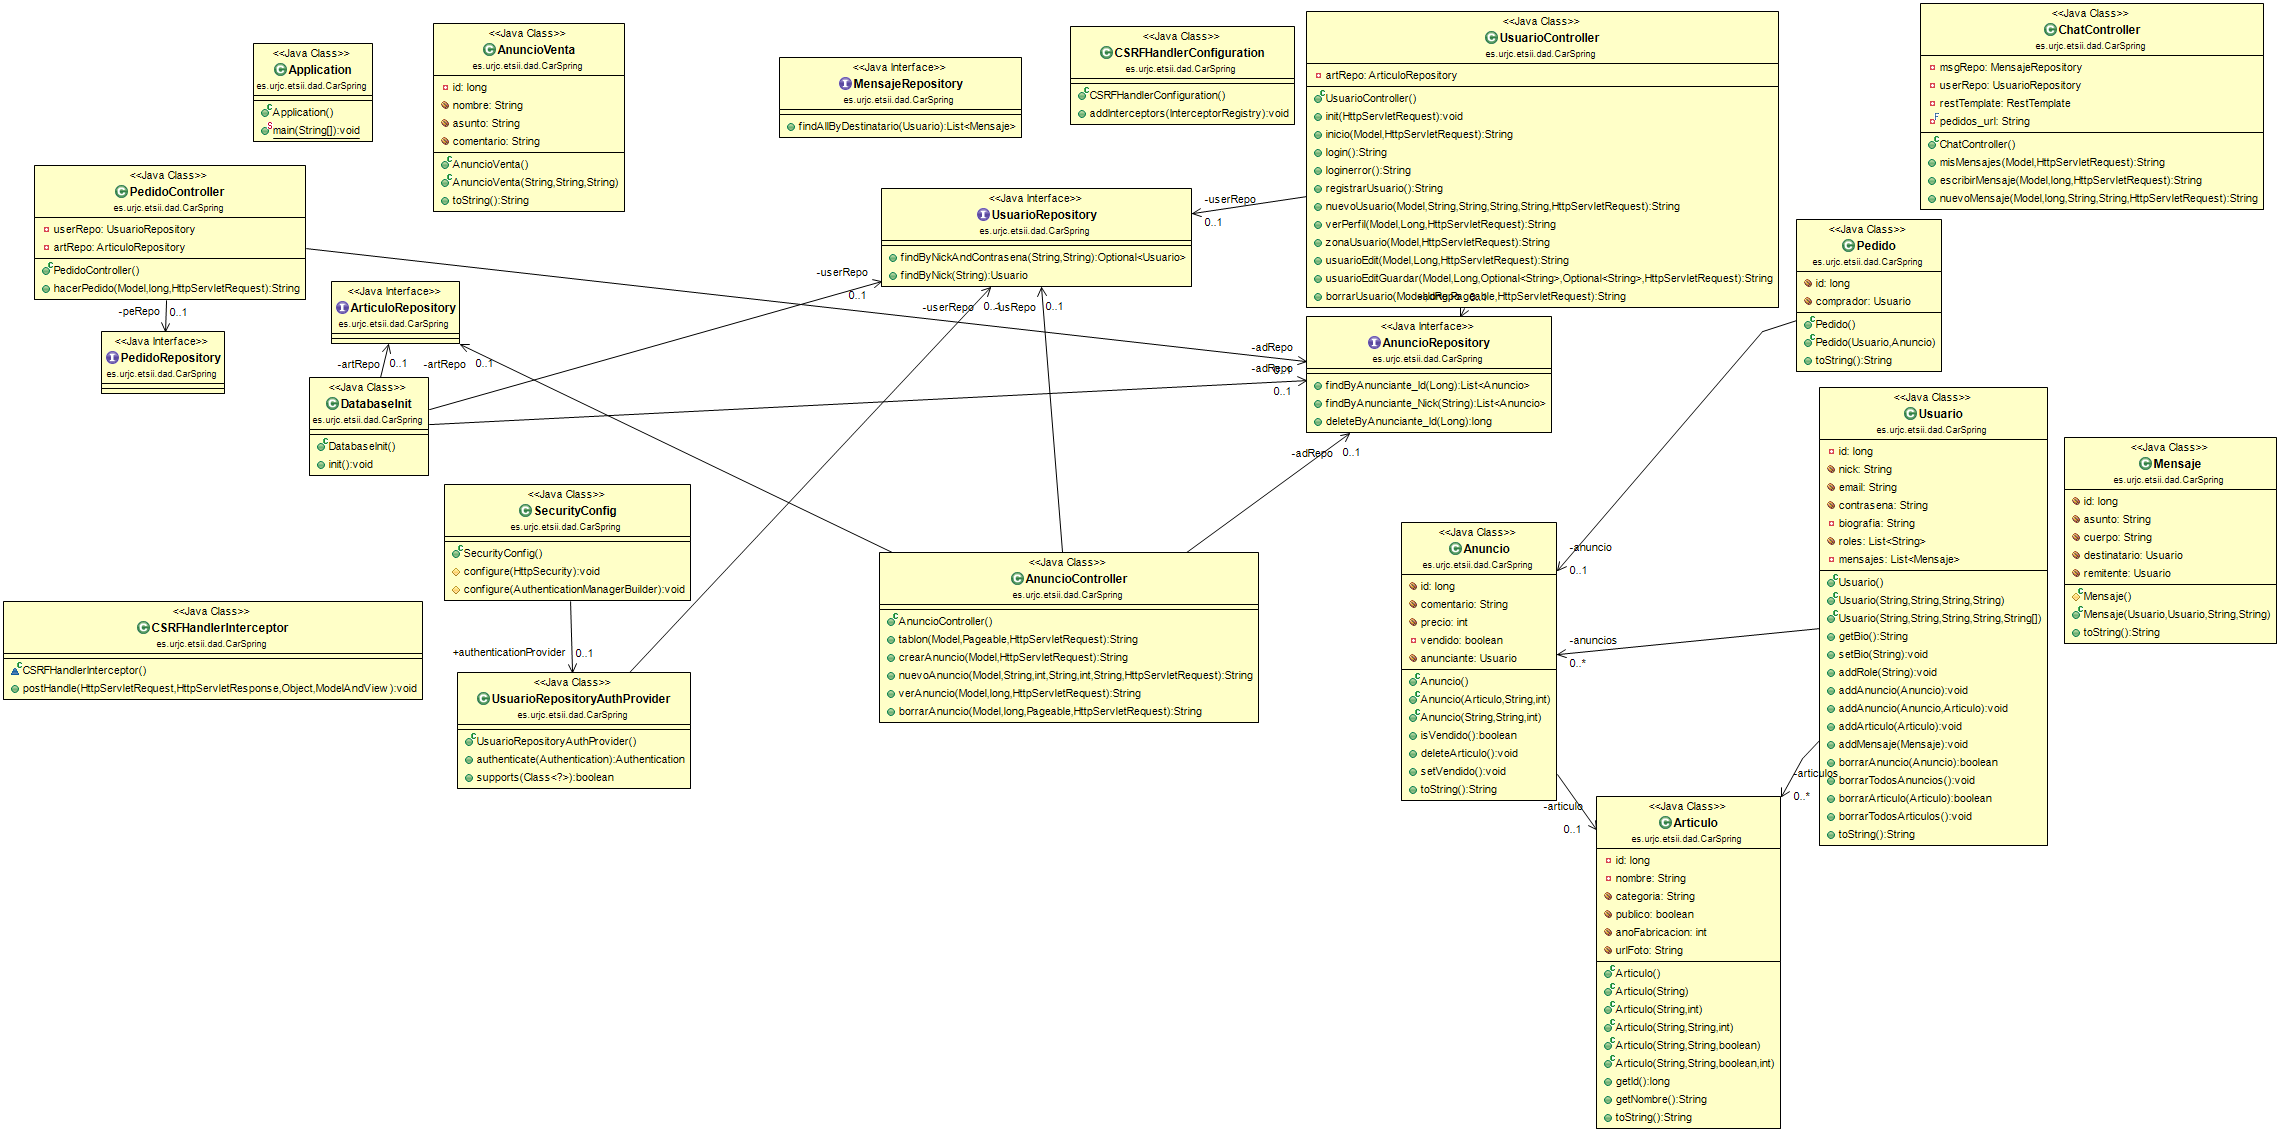 <<Java Class>>
Application
es.urjc.etsii.dad.CarSpring
Application()
main(String[]):void
<<Java Class>>
AnuncioVenta
es.urjc.etsii.dad.CarSpring
id: long
nombre: String
asunto: String
comentario: String
AnuncioVenta()
AnuncioVenta(String,String,String)
toString():String
<<Java Interface>>
MensajeRepository
es.urjc.etsii.dad.CarSpring
findAllByDestinatario(Usuario):List<Mensaje>
<<Java Class>>
CSRFHandlerConfiguration
es.urjc.etsii.dad.CarSpring
CSRFHandlerConfiguration()
addInterceptors(InterceptorRegistry):void
<<Java Class>>
UsuarioController
es.urjc.etsii.dad.CarSpring
artRepo: ArticuloRepository
UsuarioController()
init(HttpServletRequest):void
inicio(Model,HttpServletRequest):String
login():String
loginerror():String
registrarUsuario():String
nuevoUsuario(Model,String,String,String,String,HttpServletRequest):String
verPerfil(Model,Long,HttpServletRequest):String
zonaUsuario(Model,HttpServletRequest):String
usuarioEdit(Model,Long,HttpServletRequest):String
usuarioEditGuardar(Model,Long,Optional<String>,Optional<String>,HttpServletRequest):String
borrarUsuario(Model,Long,Pageable,HttpServletRequest):String
<<Java Class>>
ChatController
es.urjc.etsii.dad.CarSpring
msgRepo: MensajeRepository
userRepo: UsuarioRepository
restTemplate: RestTemplate
pedidos_url: String
ChatController()
misMensajes(Model,HttpServletRequest):String
escribirMensaje(Model,long,HttpServletRequest):String
nuevoMensaje(Model,long,String,String,HttpServletRequest):String
<<Java Class>>
PedidoController
es.urjc.etsii.dad.CarSpring
userRepo: UsuarioRepository
artRepo: ArticuloRepository
PedidoController()
hacerPedido(Model,long,HttpServletRequest):String
-peRepo
0..1
<<Java Interface>>
PedidoRepository
es.urjc.etsii.dad.CarSpring
<<Java Interface>>
ArticuloRepository
es.urjc.etsii.dad.CarSpring
-artRepo
0..1
-artRepo
0..1
<<Java Class>>
DatabaseInit
es.urjc.etsii.dad.CarSpring
DatabaseInit()
init():void
<<Java Interface>>
UsuarioRepository
es.urjc.etsii.dad.CarSpring
findByNickAndContrasena(String,String):Optional<Usuario>
findByNick(String):Usuario
-userRepo
0..1
-userRepo
0..1
-userRepo
0..1
-usRepo
0..1
-adRepo
0..1
<<Java Interface>>
AnuncioRepository
es.urjc.etsii.dad.CarSpring
findByAnunciante_Id(Long):List<Anuncio>
findByAnunciante_Nick(String):List<Anuncio>
deleteByAnunciante_Id(Long):long
-adRepo
0..1
-adRepo
0..1
-adRepo
0..1
<<Java Class>>
Pedido
es.urjc.etsii.dad.CarSpring
id: long
comprador: Usuario
Pedido()
Pedido(Usuario,Anuncio)
toString():String
<<Java Class>>
Usuario
es.urjc.etsii.dad.CarSpring
id: long
nick: String
email: String
contrasena: String
biografia: String
roles: List<String>
mensajes: List<Mensaje>
Usuario()
Usuario(String,String,String,String)
Usuario(String,String,String,String,String[])
getBio():String
setBio(String):void
addRole(String):void
addAnuncio(Anuncio):void
addAnuncio(Anuncio,Articulo):void
addArticulo(Articulo):void
addMensaje(Mensaje):void
borrarAnuncio(Anuncio):boolean
borrarTodosAnuncios():void
borrarArticulo(Articulo):boolean
borrarTodosArticulos():void
toString():String
<<Java Class>>
Mensaje
es.urjc.etsii.dad.CarSpring
id: long
asunto: String
cuerpo: String
destinatario: Usuario
remitente: Usuario
Mensaje()
Mensaje(Usuario,Usuario,String,String)
toString():String
<<Java Class>>
SecurityConfig
es.urjc.etsii.dad.CarSpring
SecurityConfig()
configure(HttpSecurity):void
configure(AuthenticationManagerBuilder):void
+authenticationProvider
0..1
<<Java Class>>
CSRFHandlerInterceptor
es.urjc.etsii.dad.CarSpring
CSRFHandlerInterceptor()
postHandle(HttpServletRequest,HttpServletResponse,Object,ModelAndView):void
<<Java Class>>
UsuarioRepositoryAuthProvider
es.urjc.etsii.dad.CarSpring
UsuarioRepositoryAuthProvider()
authenticate(Authentication):Authentication
supports(Class<?>):boolean
<<Java Class>>
AnuncioController
es.urjc.etsii.dad.CarSpring
AnuncioController()
tablon(Model,Pageable,HttpServletRequest):String
crearAnuncio(Model,HttpServletRequest):String
nuevoAnuncio(Model,String,int,String,int,String,HttpServletRequest):String
verAnuncio(Model,long,HttpServletRequest):String
borrarAnuncio(Model,long,Pageable,HttpServletRequest):String
<<Java Class>>
Anuncio
es.urjc.etsii.dad.CarSpring
id: long
comentario: String
precio: int
vendido: boolean
anunciante: Usuario
Anuncio()
Anuncio(Articulo,String,int)
Anuncio(String,String,int)
isVendido():boolean
deleteArticulo():void
setVendido():void
toString():String
-anuncio
0..1
-anuncios
0..*
-articulos
0..*
-articulo
0..1
<<Java Class>>
Articulo
es.urjc.etsii.dad.CarSpring
id: long
nombre: String
categoria: String
publico: boolean
anoFabricacion: int
urlFoto: String
Articulo()
Articulo(String)
Articulo(String,int)
Articulo(String,String,int)
Articulo(String,String,boolean)
Articulo(String,String,boolean,int)
getId():long
getNombre():String
toString():String